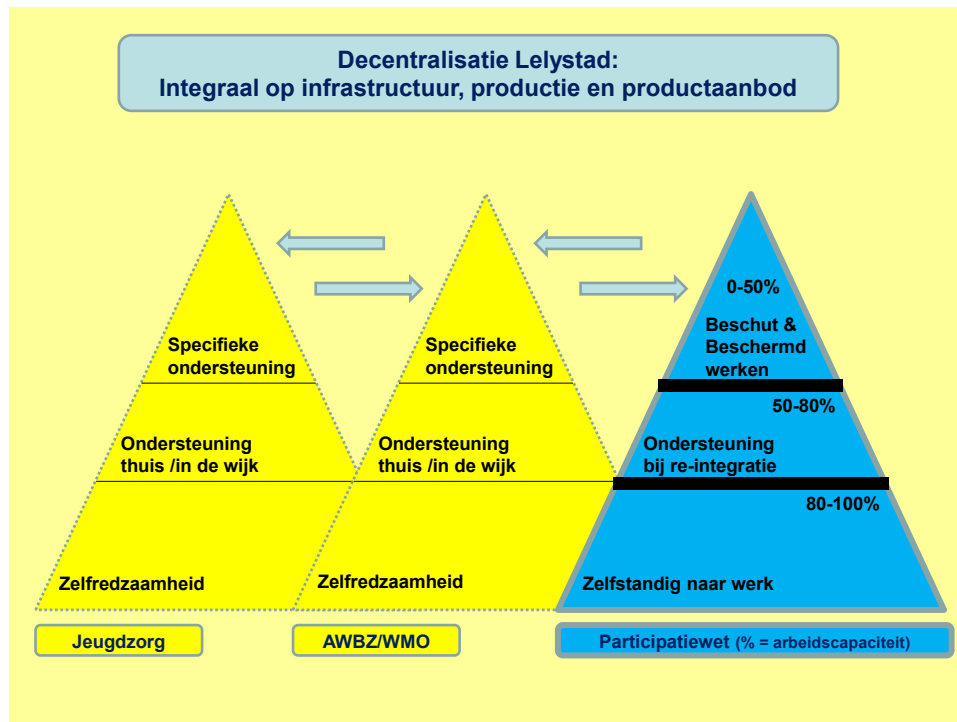 Decentralisatie Lelystad:
Integraal op infrastructuur, productie en productaanbod
Specifieke
ondersteuning
Ondersteuning
thuis /in de wijk
Zelfredzaamheid
Jeugdzorg
Specifieke
ondersteuning
Ondersteuning
thuis /in de wijk
Zelfredzaamheid
AWBZ/WMO
0-50%
Beschut &
Beschermd
werken
50-80%
Ondersteuning
bij re-integratie
80-100%
Zelfstandig naar werk
Participatiewet (% = arbeidscapaciteit)